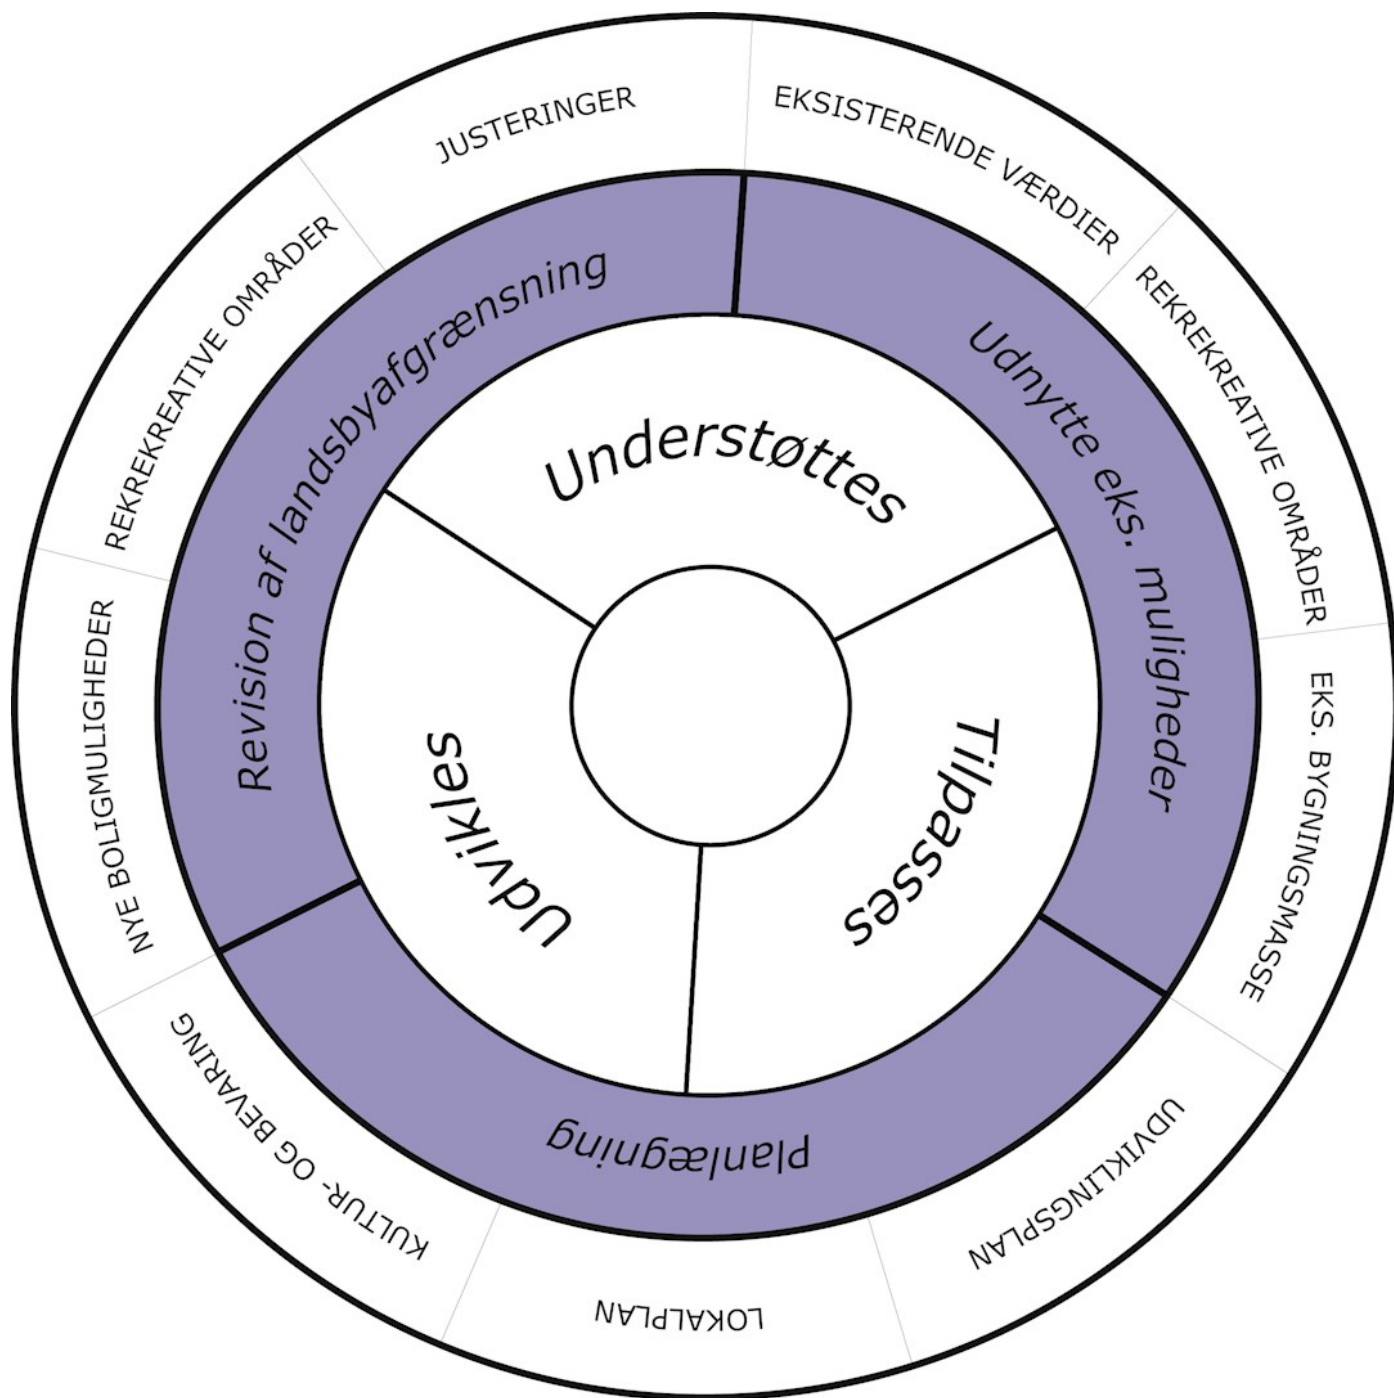 Understøttes
Tilpasses
Udvikles
Udnytte eks. muligheder
Planlægning
Revision af landsbyafgrænsning
EKSISTERENDE VÆRDIER
REKREKREATIVE OMRÅDER
EKS. BYGNINGSMASSE
UDVIKLINGSPLAN
LOKALPLAN
KULTUR- OG BEVARING
NYE BOLIGMULIGHEDER
REKREKREATIVE OMRÅDER
JUSTERINGER